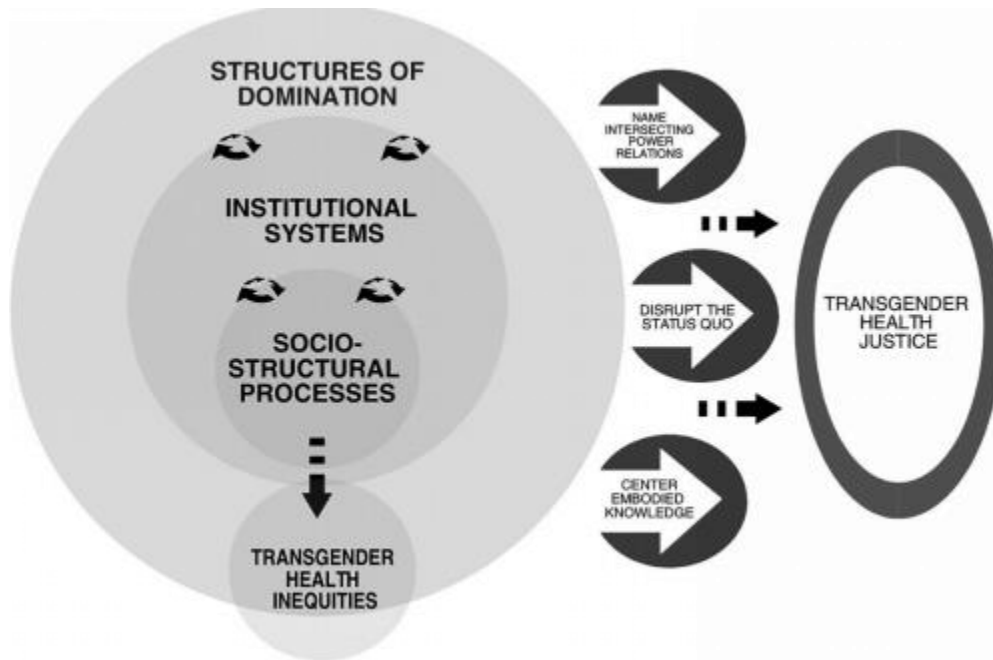 STRUCTURES OF
DOMINATION
INSTITUTIONAL
SYSTEMS
SOCIO-
STRUCTURAL
PROCESSES
TRANSGENDER
HEALTH
INEQUITIES
NAME
INTERSECTING
POWER
RELATIONS
DISRUPT THE
STATUS QUO
CENTER
EMBODIED
KNOWLEDGE
TRANSGENDER
HEALTH
JUSTICE